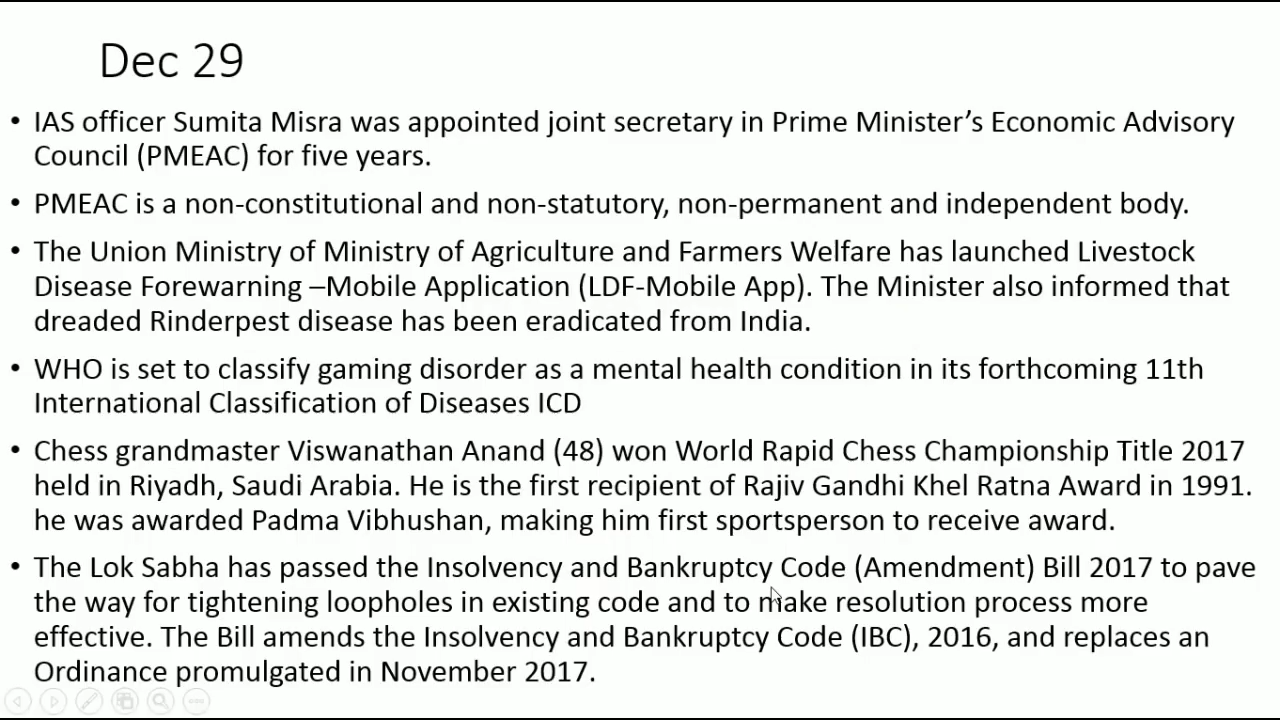 Dec 29
• IAS officer Sumita Misra was appointed joint secretary in Prime Minister’s Economic Advisory
Council (PMEAC) for five years.
• PMEAC is a non-constitutional and non-statutory, non-permanent and independent body.
• The Union Ministry of Ministry of Agriculture and Farmers Welfare has launched Livestock
Disease Forewarning –Mobile Application (LDF-Mobile App). The Minister also informed that
dreaded Rinderpest disease has been eradicated from India.
• WHO is set to classify gaming disorder as a mental health condition in its forthcoming 11th
International Classification of Diseases ICD
• Chess grandmaster Viswanathan Anand (48) won World Rapid Chess Championship Title 2017
held in Riyadh, Saudi Arabia. He is the first recipient of Rajiv Gandhi Khel Ratna Award in 1991.
he was awarded Padma Vibhushan, making him first sportsperson to receive award.
• The Lok Sabha has passed the Insolvency and Bankruptcy Code (Amendment) Bill 2017 to pave
the way for tightening loopholes in existing code and to make resolution process more
effective. The Bill amends the Insolvency and Bankruptcy Code (IBC), 2016, and replaces an
Ordinance promulgated in November 2017.